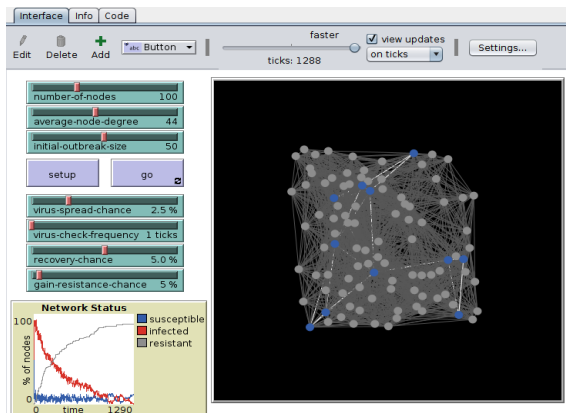 Interface Info Code
faster
Edit Delete Add abc Button view updates
on ticks Settings...
ticks: 1288
number-of-nodes 100
average-node-degree 44
initial-outbreak-size 50
setup go
virus-spread-chance 2.5 %
virus-check-frequency 1 ticks
recovery-chance 5.0 %
gain-resistance-chance 5 %
Network Status
100
% of nodes
0
0 time 1290
susceptible
infected
resistant